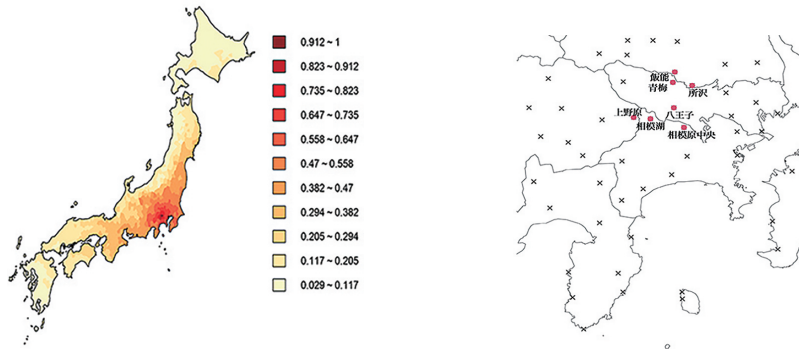 0.912 ~ 1
0.823 ~ 0.912
0.735 ~ 0.823
0.647 ~ 0.735
0.558 ~ 0.647
0.47 ~ 0.558
0.382 ~ 0.47
0.294 ~ 0.382
0.205 ~ 0.294
0.117 ~ 0.205
0.029 ~ 0.117
飯能
青梅
所沢
上野原
相模湖
八王子
相模原中央